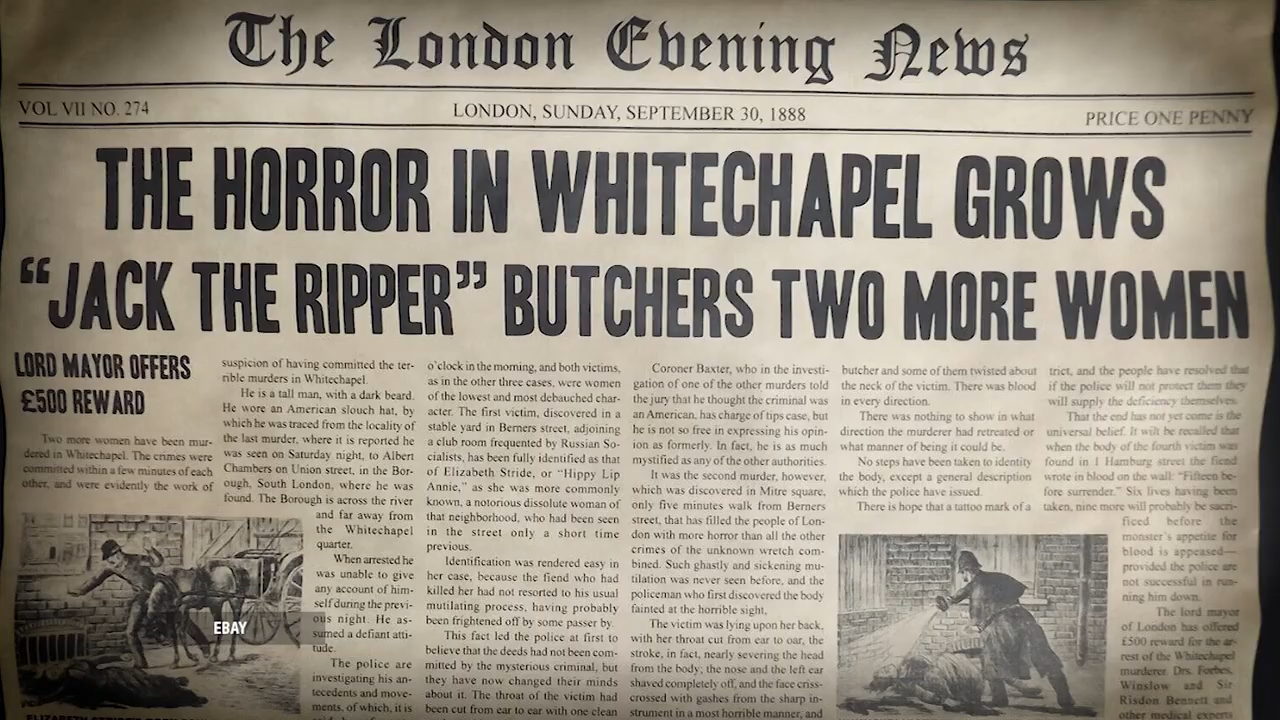 The London Evening News
VOL VII NO. 274
LONDON, SUNDAY, SEPTEMBER 30, 1888
PRICE ONE PENNY
THE HORROR IN WHITECHAPEL GROWS
“JACK THE RIPPER” BUTCHERS TWO MORE WOMEN
LORD MAYOR OFFERS
£500 REWARD
Two more women have been mur-
dered in Whitechapel. The crimes were
committed within a few minutes of each
other, and were evidently the work of
EBAY
suspicion of having committed the ter-
rible murders in Whitechapel.
He is a tall man, with a dark beard.
He wore an American slouch hat, by
which he was traced from the locality of
the last murder, where it is reported he
was seen on Saturday night, to Albert
Chambers on Union street, in the Bor-
ough, South London, where he was
found. The Borough is across the river
and far away from
the Whitechapel
quarter.
When arrested he
was unable to give
any account of him-
self during the previ-
ous night. He as-
sumed a defiant atti-
tude.
The police are
investigating his an-
tecedents and move-
ments, of which, it is
o'clock in the morning, and both victims,
as in the other three cases, were women
of the lowest and most debauched char-
acter. The first victim, discovered in a
stable yard in Berners street, adjoining
a club room frequented by Russian So-
cialists, has been fully identified as that
of Elizabeth Stride, or “Hippy Lip
Annie,” as she was more commonly
known, a notorious dissolute woman of
that neighborhood, who had been seen
in the street only a short time
previous.
Identification was rendered easy in
her case, because the fiend who had
killed her had not resorted to his usual
mutilating process, having probably
been frightened off by some passer by.
This fact led the police at first to
believe that the deeds had not been com-
mitted by the mysterious criminal, but
they have now changed their minds
about it. The throat of the victim had
been cut from ear to ear with one clean
Coroner Baxter, who in the investi-
gation of one of the other murders told
the jury that he thought the criminal was
an American, has charge of tips case, but
he is not so free in expressing his opin-
ion as formerly. In fact, he is as much
mystified as any of the other authorities.
It was the second murder, however,
which was discovered in Mitre square,
only five minutes walk from Berners
street, that has filled the people of Lon-
don with more horror than all the other
crimes of the unknown wretch com-
bined. Such ghastly and sickening mu-
tilation was never seen before, and the
policeman who first discovered the body
fainted at the horrible sight.
The victim was lying upon her back,
with her throat cut from ear to oar, the
stroke, in fact, nearly severing the head
from the body; the nose and the left ear
shaved completely off, and the face criss-
crossed with gashes from the sharp in-
strument in a most horrible manner, and
butcher and some of them twisted about
the neck of the victim. There was blood
in every direction.
There was nothing to show in what
direction the murderer had retreated or
what manner of being it could be.
No steps have been taken to identity
the body, except a general description
which the police have issued.
There is hope that a tattoo mark of a
trict, and the people have resolved that
if the police will not protect them they
will supply the deficiency themselves.
That the end has not yet come is the
universal belief. It will be recalled that
when the body of the fourth victim was
found in 1 Hamburg street the fiend
wrote in blood on the wall: “Fifteen be-
fore surrender.” Six lives having been
taken, nine more will probably be sacri-
ficed before the
monster's appetite for
blood is appeased—
provided the police are
not successful in run-
ning him down.
The lord mayor
of London has offered
£500 reward for the ar-
rest of the Whitechapel
murderer Drs. Forbes,
Winslow and Sir
Risdon Bennett and
other medical experts